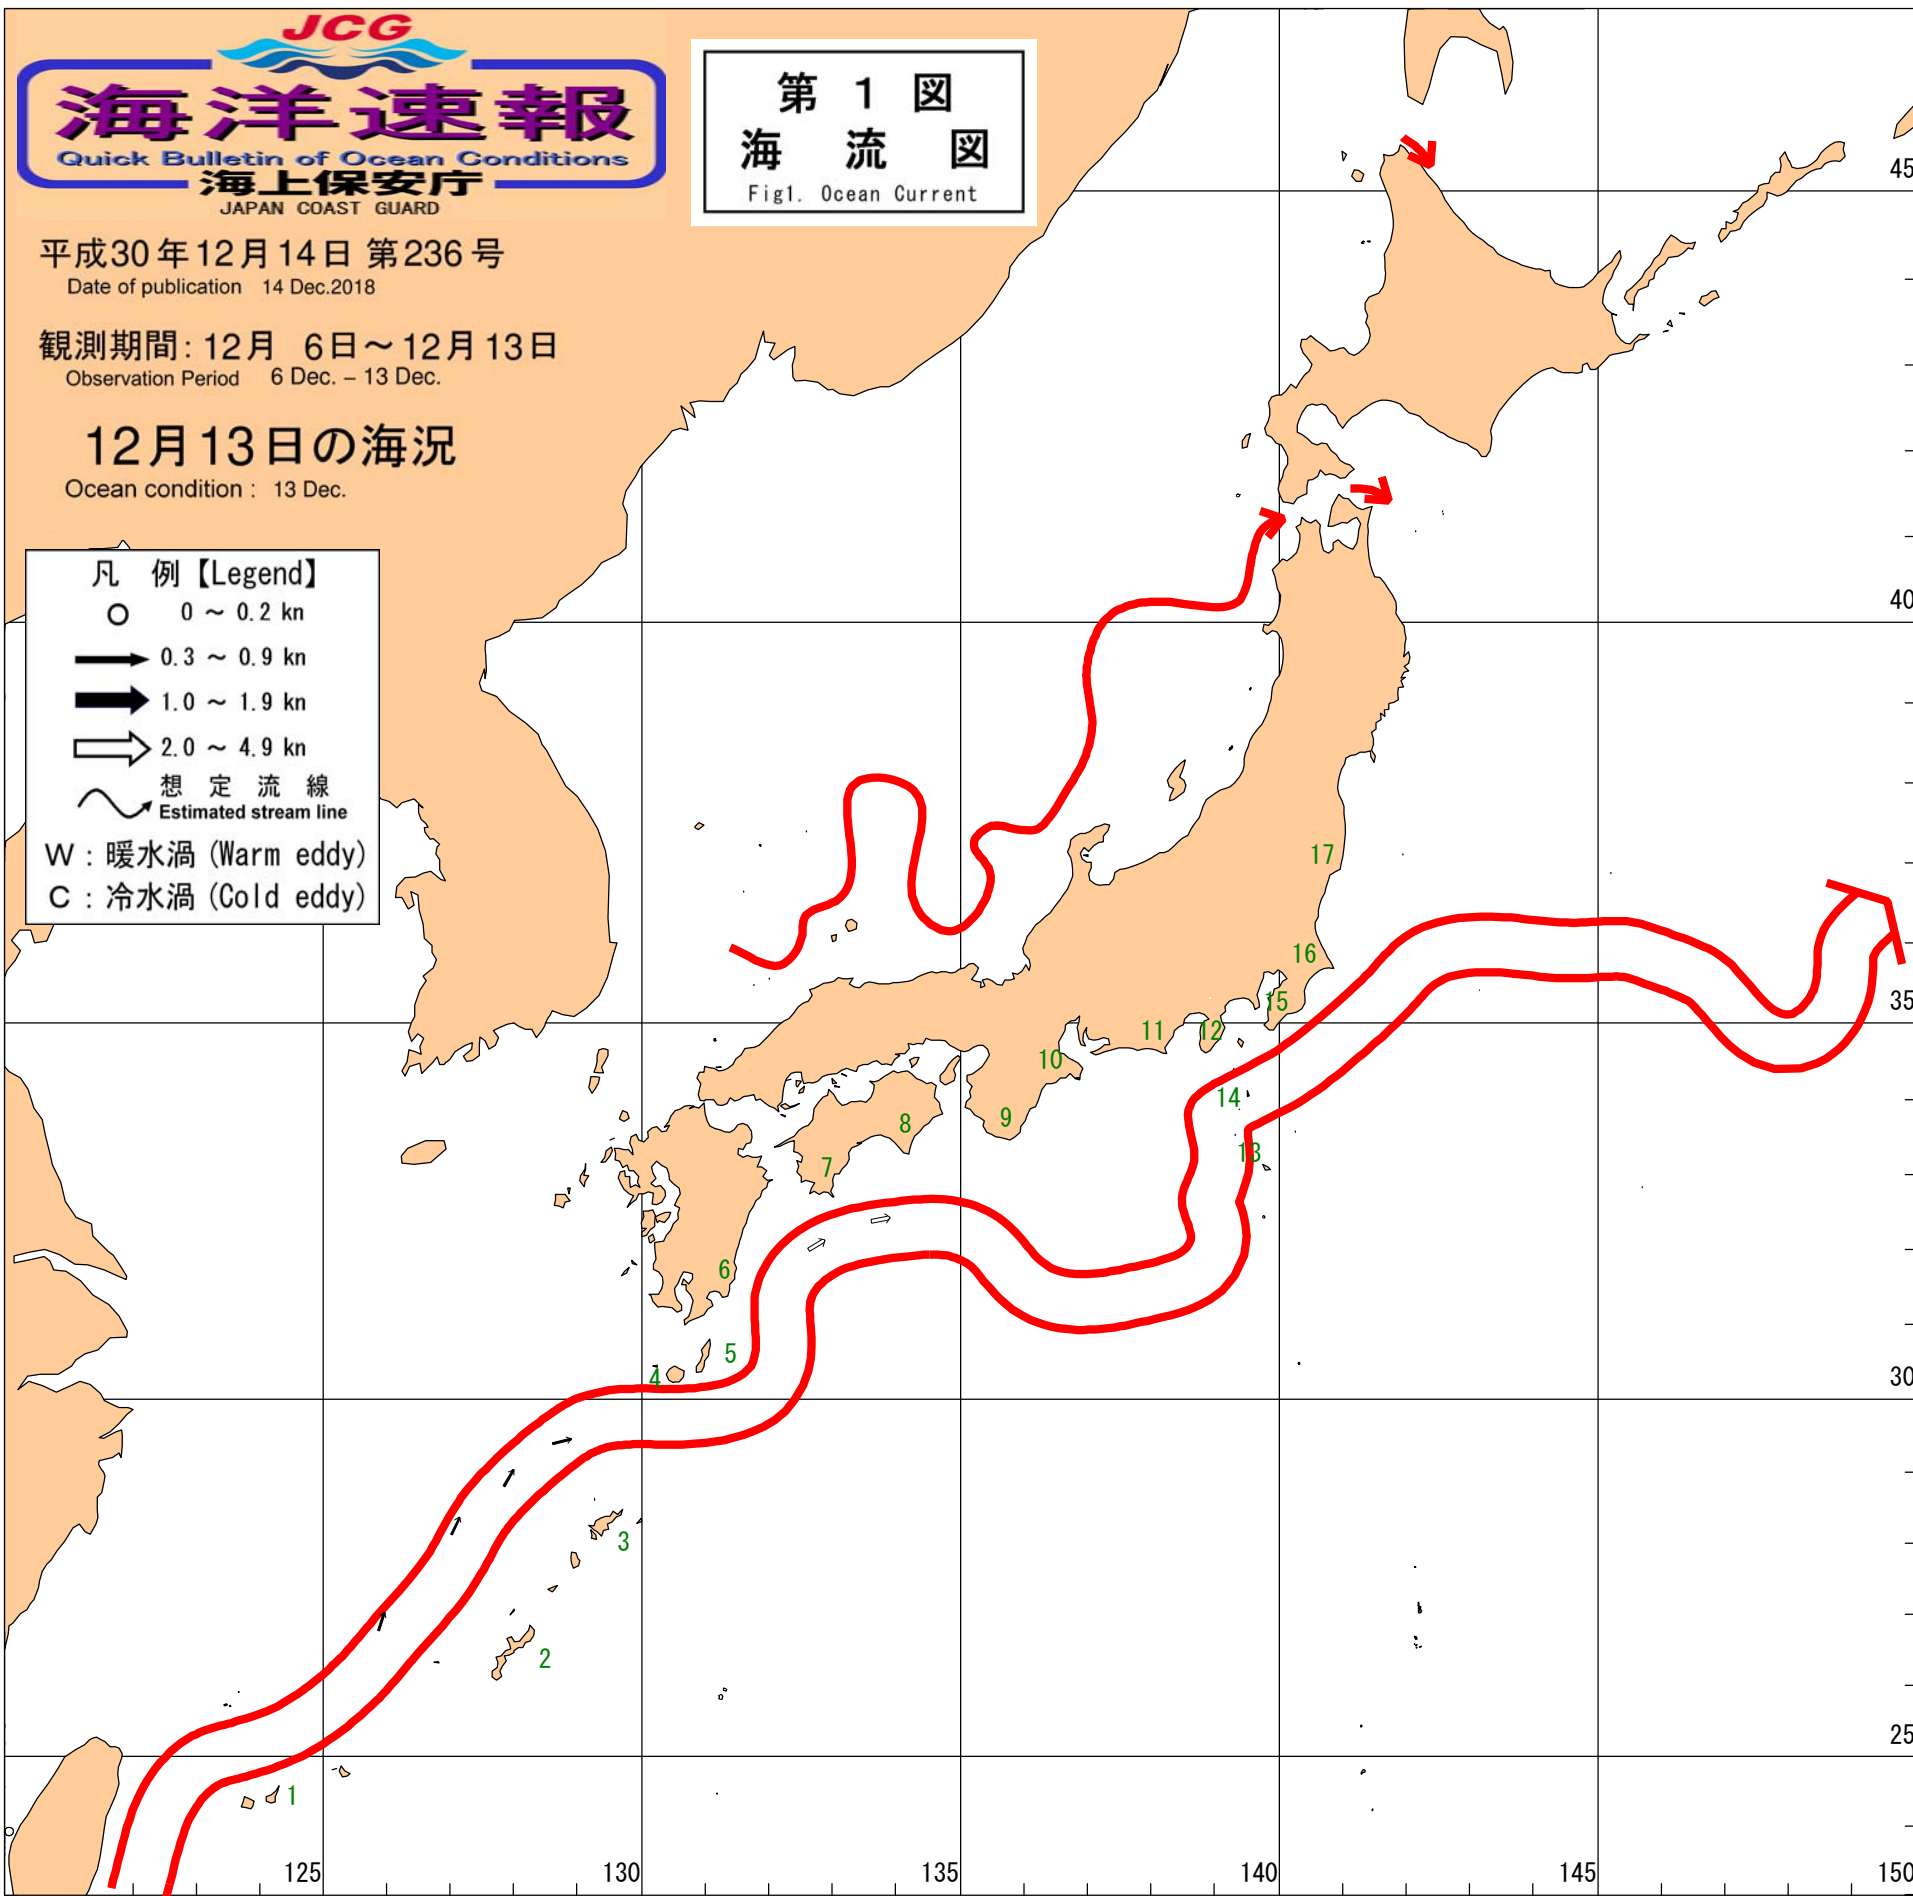 JCG
海洋速報
Quick Bulletin of Ocean Conditions
海上保安庁
JAPAN COAST GUARD
平成30年12月14日 第236号
Date of publication 14 Dec.2018
観測期間：12月 6日～12月13日
Observation Period 6 Dec. – 13 Dec.
12月13日の海況
Ocean condition : 13 Dec.
第 1 図
海 流 図
Fig1. Ocean Current
凡 例【Legend】
0 ～ 0.2 kn
0.3 ～ 0.9 kn
1.0 ～ 1.9 kn
2.0 ～ 4.9 kn
想 定 流 線
Estimated stream line
W : 暖水渦 (Warm eddy)
C : 冷水渦 (Cold eddy)
45
40
35
30
25
17
16
15
12
11
10
14
9
8
13
7
6
5
4
3
2
1
125
130
135
140
145
150